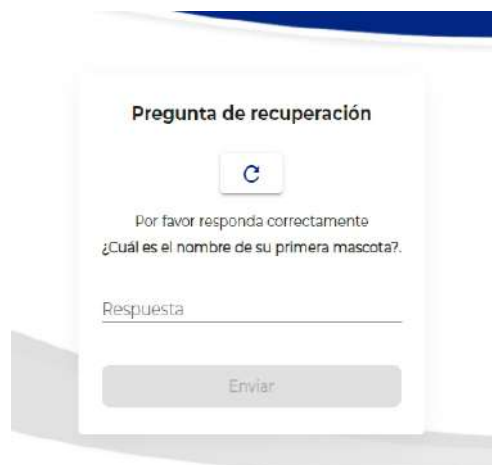 Pregunta de recuperación
Por favor responda correctamente
¿Cuál es el nombre de su primera mascota?.
Respuesta
Enviar